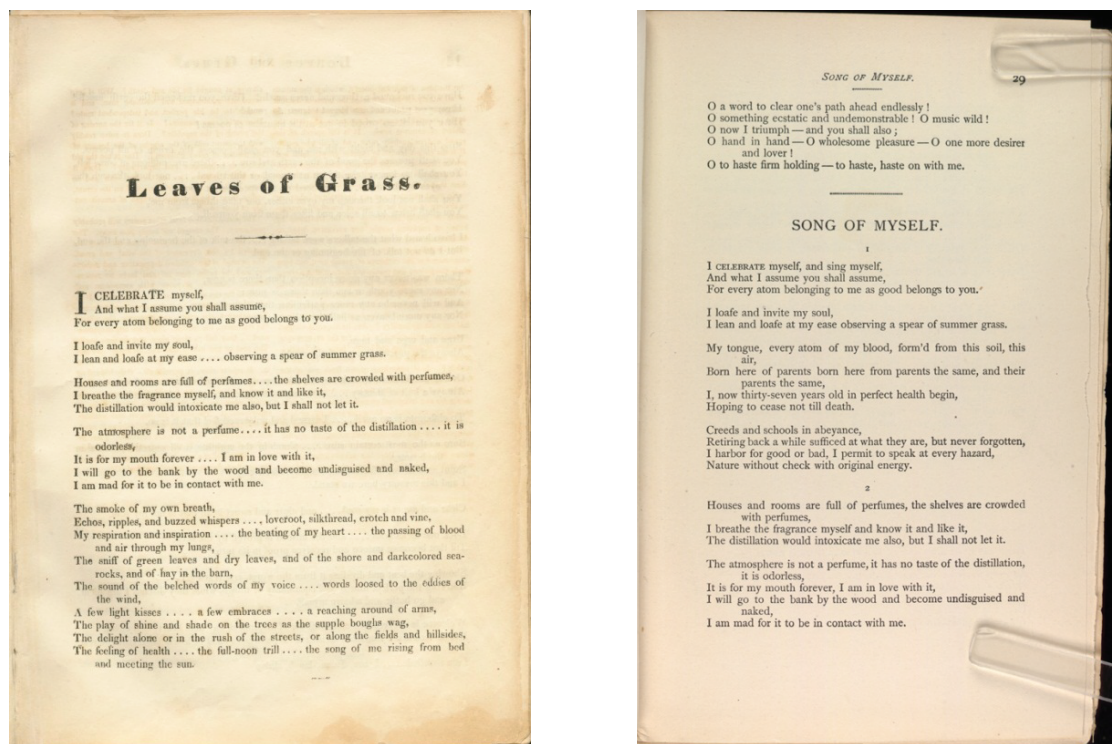 Leaves of Grass.
I CELEBRATE myself,
And what I assume you shall assume,
For every atom belonging to me as good belongs to you.
I loafe and invite my soul,
I lean and loafe at my ease .... observing a spear of summer grass.
Houses and rooms are full of perfumes .... the shelves are crowded with perfumes,
I breathe the fragrance myself, and know it and like it,
The distillation would intoxicate me also, but I shall not let it.
The atmosphere is not a perfume .... it has no taste of the distillation .... it is
odorless,
It is for my mouth forever .... I am in love with it,
I will go to the bank by the wood and become undisguised and naked,
I am mad for it to be in contact with me.
The smoke of my own breath,
Echos, ripples, and buzzed whispers .... loveroot, silkthread, crotch and vine,
My respiration and inspiration .... the beating of my heart .... the passing of blood
and air through my lungs,
The sniff of green leaves and dry leaves, and of the shore and darkcolored sea-
rocks, and of hay in the barn,
The sound of the belched words of my voice .... words loosed to the eddies of
the wind,
A few light kisses .... a few embraces .... a reaching around of arms,
The play of shine and shade on the trees as the supple boughs wag,
The delight alone or in the rush of the streets, or along the fields and hillsides,
The feeling of health .... the full-noon trill .... the song of me rising from bed
and meeting the sun.
SONG OF MYSELF.
29
O a word to clear one's path ahead endlessly!
O something ecstatic and undemonstrable! O music wild!
O now I triumph — and you shall also;
O hand in hand — O wholesome pleasure — O one more desirer
and lover!
O to haste firm holding — to haste, haste on with me.
SONG OF MYSELF.
1
I CELEBRATE myself, and sing myself,
And what I assume you shall assume,
For every atom belonging to me as good belongs to you.
I loafe and invite my soul,
I lean and loafe at my ease observing a spear of summer grass.
My tongue, every atom of my blood, form'd from this soil, this
air,
Born here of parents born here from parents the same, and their
parents the same,
I, now thirty-seven years old in perfect health begin,
Hoping to cease not till death.
Creeds and schools in abeyance,
Retiring back a while sufficed at what they are, but never forgotten,
I harbor for good or bad, I permit to speak at every hazard,
Nature without check with original energy.
2
Houses and rooms are full of perfumes, the shelves are crowded
with perfumes,
I breathe the fragrance myself and know it and like it,
The distillation would intoxicate me also, but I shall not let it.
The atmosphere is not a perfume, it has no taste of the distillation,
it is odorless,
It is for my mouth forever, I am in love with it,
I will go to the bank by the wood and become undisguised and
naked,
I am mad for it to be in contact with me.